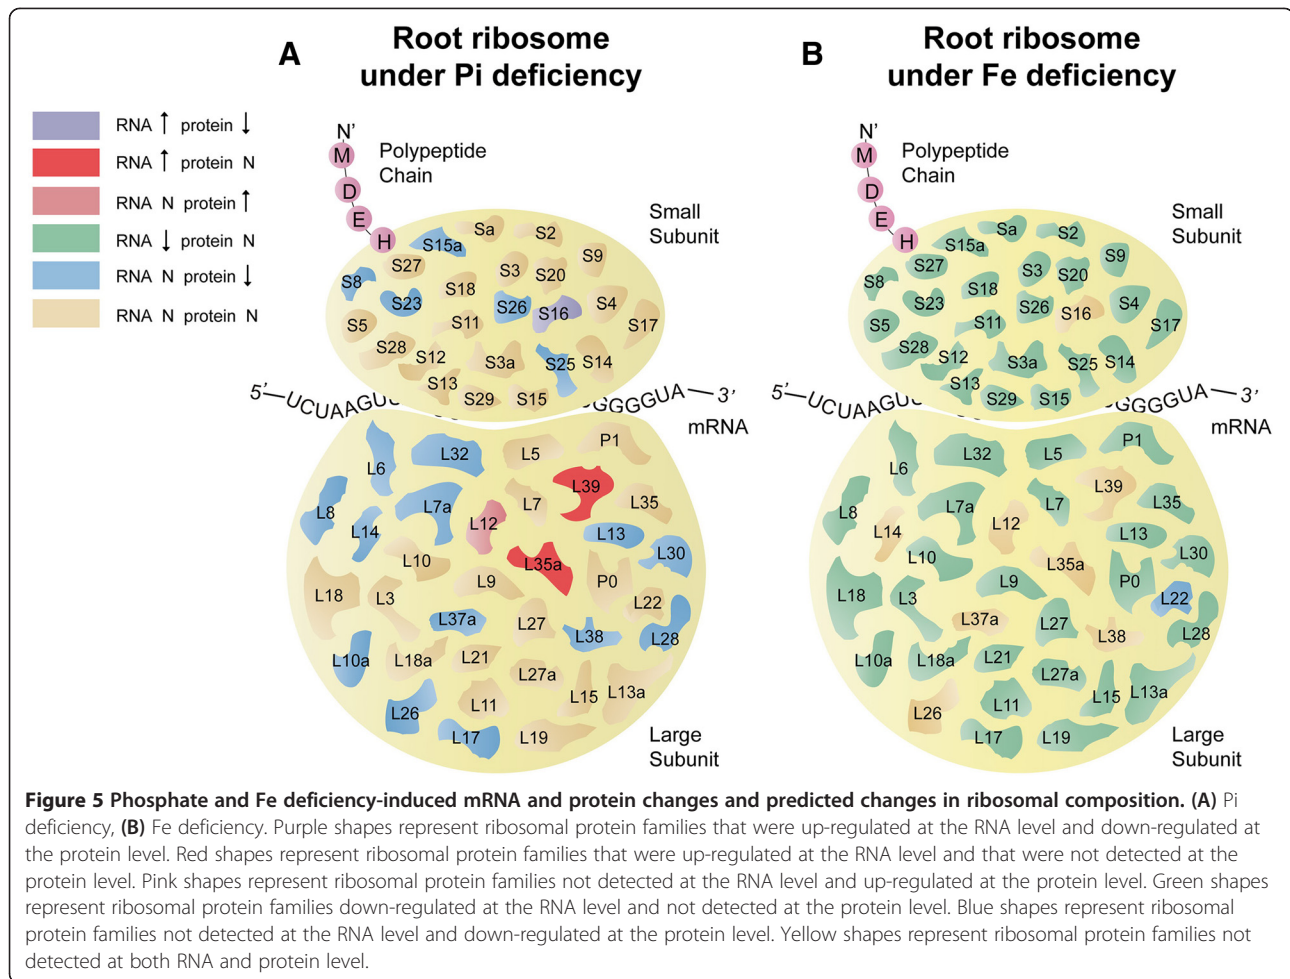 A
Root ribosome
under Pi deficiency
B
Root ribosome
under Fe deficiency
RNA ↑ protein ↓
RNA ↑ protein N
RNA N protein ↑
RNA ↓ protein N
RNA N protein ↓
RNA N protein N
N'
M
D
E
H
Polypeptide
Chain
Small
Subunit
S15a
Sa
S2
S9
S27
S8
S3
S20
S18
S23
S26
S16
S4
S17
S5
S11
S28
S12
S3a
S25
S14
S13
S29
S15
5'
UCUAAGU
GGGGUA
3'
mRNA
L6
L32
L5
P1
L8
L7a
L39
L35
L14
L12
L7
L13
L30
L10
L35a
L18
L3
L9
P0
L22
L37a
L27
L38
L28
L10a
L18a
L21
L27a
L15
L13a
L26
L11
L17
L19
Large
Subunit
N'
M
D
E
H
Polypeptide
Chain
Small
Subunit
S15a
Sa
S2
S9
S27
S8
S3
S20
S18
S23
S26
S16
S4
S17
S5
S11
S28
S12
S3a
S25
S14
S13
S29
S15
5'
UCUAAGU
GGGGUA
3'
mRNA
L6
L32
L5
P1
L8
L7a
L39
L35
L14
L12
L7
L13
L30
L10
L35a
L18
L3
L9
P0
L22
L37a
L27
L38
L28
L10a
L18a
L21
L27a
L15
L13a
L26
L11
L17
L19
Large
Subunit
Figure 5 Phosphate and Fe deficiency-induced mRNA and protein changes and predicted changes in ribosomal composition. (A) Pi
deficiency, (B) Fe deficiency. Purple shapes represent ribosomal protein families that were up-regulated at the RNA level and down-regulated at
the protein level. Red shapes represent ribosomal protein families that were up-regulated at the RNA level and that were not detected at the
protein level. Pink shapes represent ribosomal protein families not detected at the RNA level and up-regulated at the protein level. Green shapes
represent ribosomal protein families down-regulated at the RNA level and not detected at the protein level. Blue shapes represent ribosomal
protein families not detected at the RNA level and down-regulated at the protein level. Yellow shapes represent ribosomal protein families not
detected at both RNA and protein level.